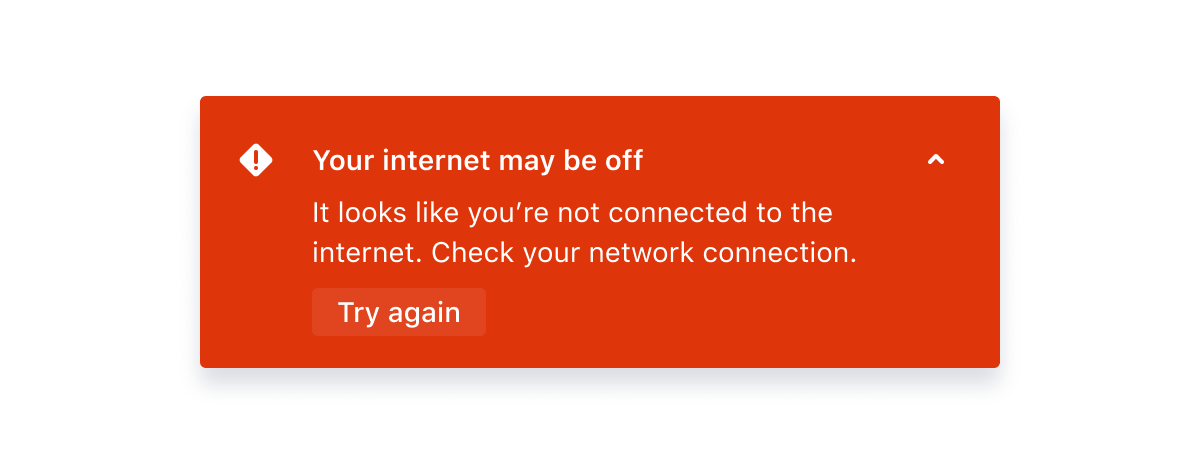 Your internet may be off
It looks like you’re not connected to the
internet. Check your network connection.
Try again